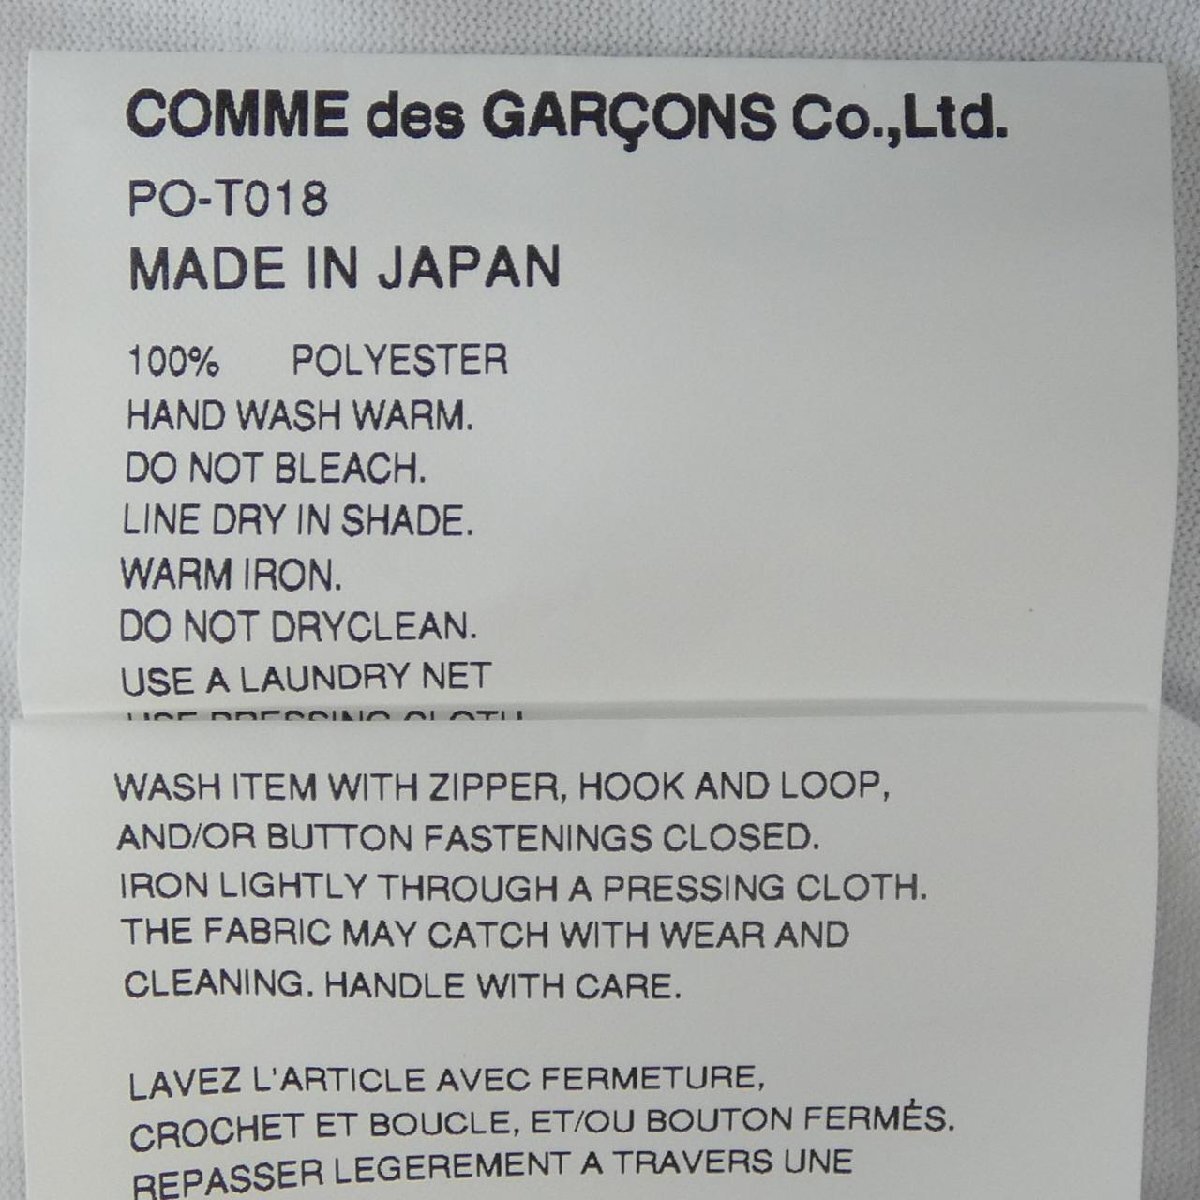 COMME des GARÇONS Co.,Ltd.
PO-T018
MADE IN JAPAN
100% POLYESTER
HAND WASH WARM.
DO NOT BLEACH.
LINE DRY IN SHADE.
WARM IRON.
DO NOT DRYCLEAN.
USE A LAUNDRY NET
USE PRESSING CLOTH
WASH ITEM WITH ZIPPER, HOOK AND LOOP,
AND/OR BUTTON FASTENINGS CLOSED.
IRON LIGHTLY THROUGH A PRESSING CLOTH.
THE FABRIC MAY CATCH WITH WEAR AND
CLEANING. HANDLE WITH CARE.
LAVEZ L'ARTICLE AVEC FERMETURE,
CROCHET ET BOUCLE, ET/OU BOUTON FERMÉS.
REPASSER LEGEREMENT A TRAVERS UNE